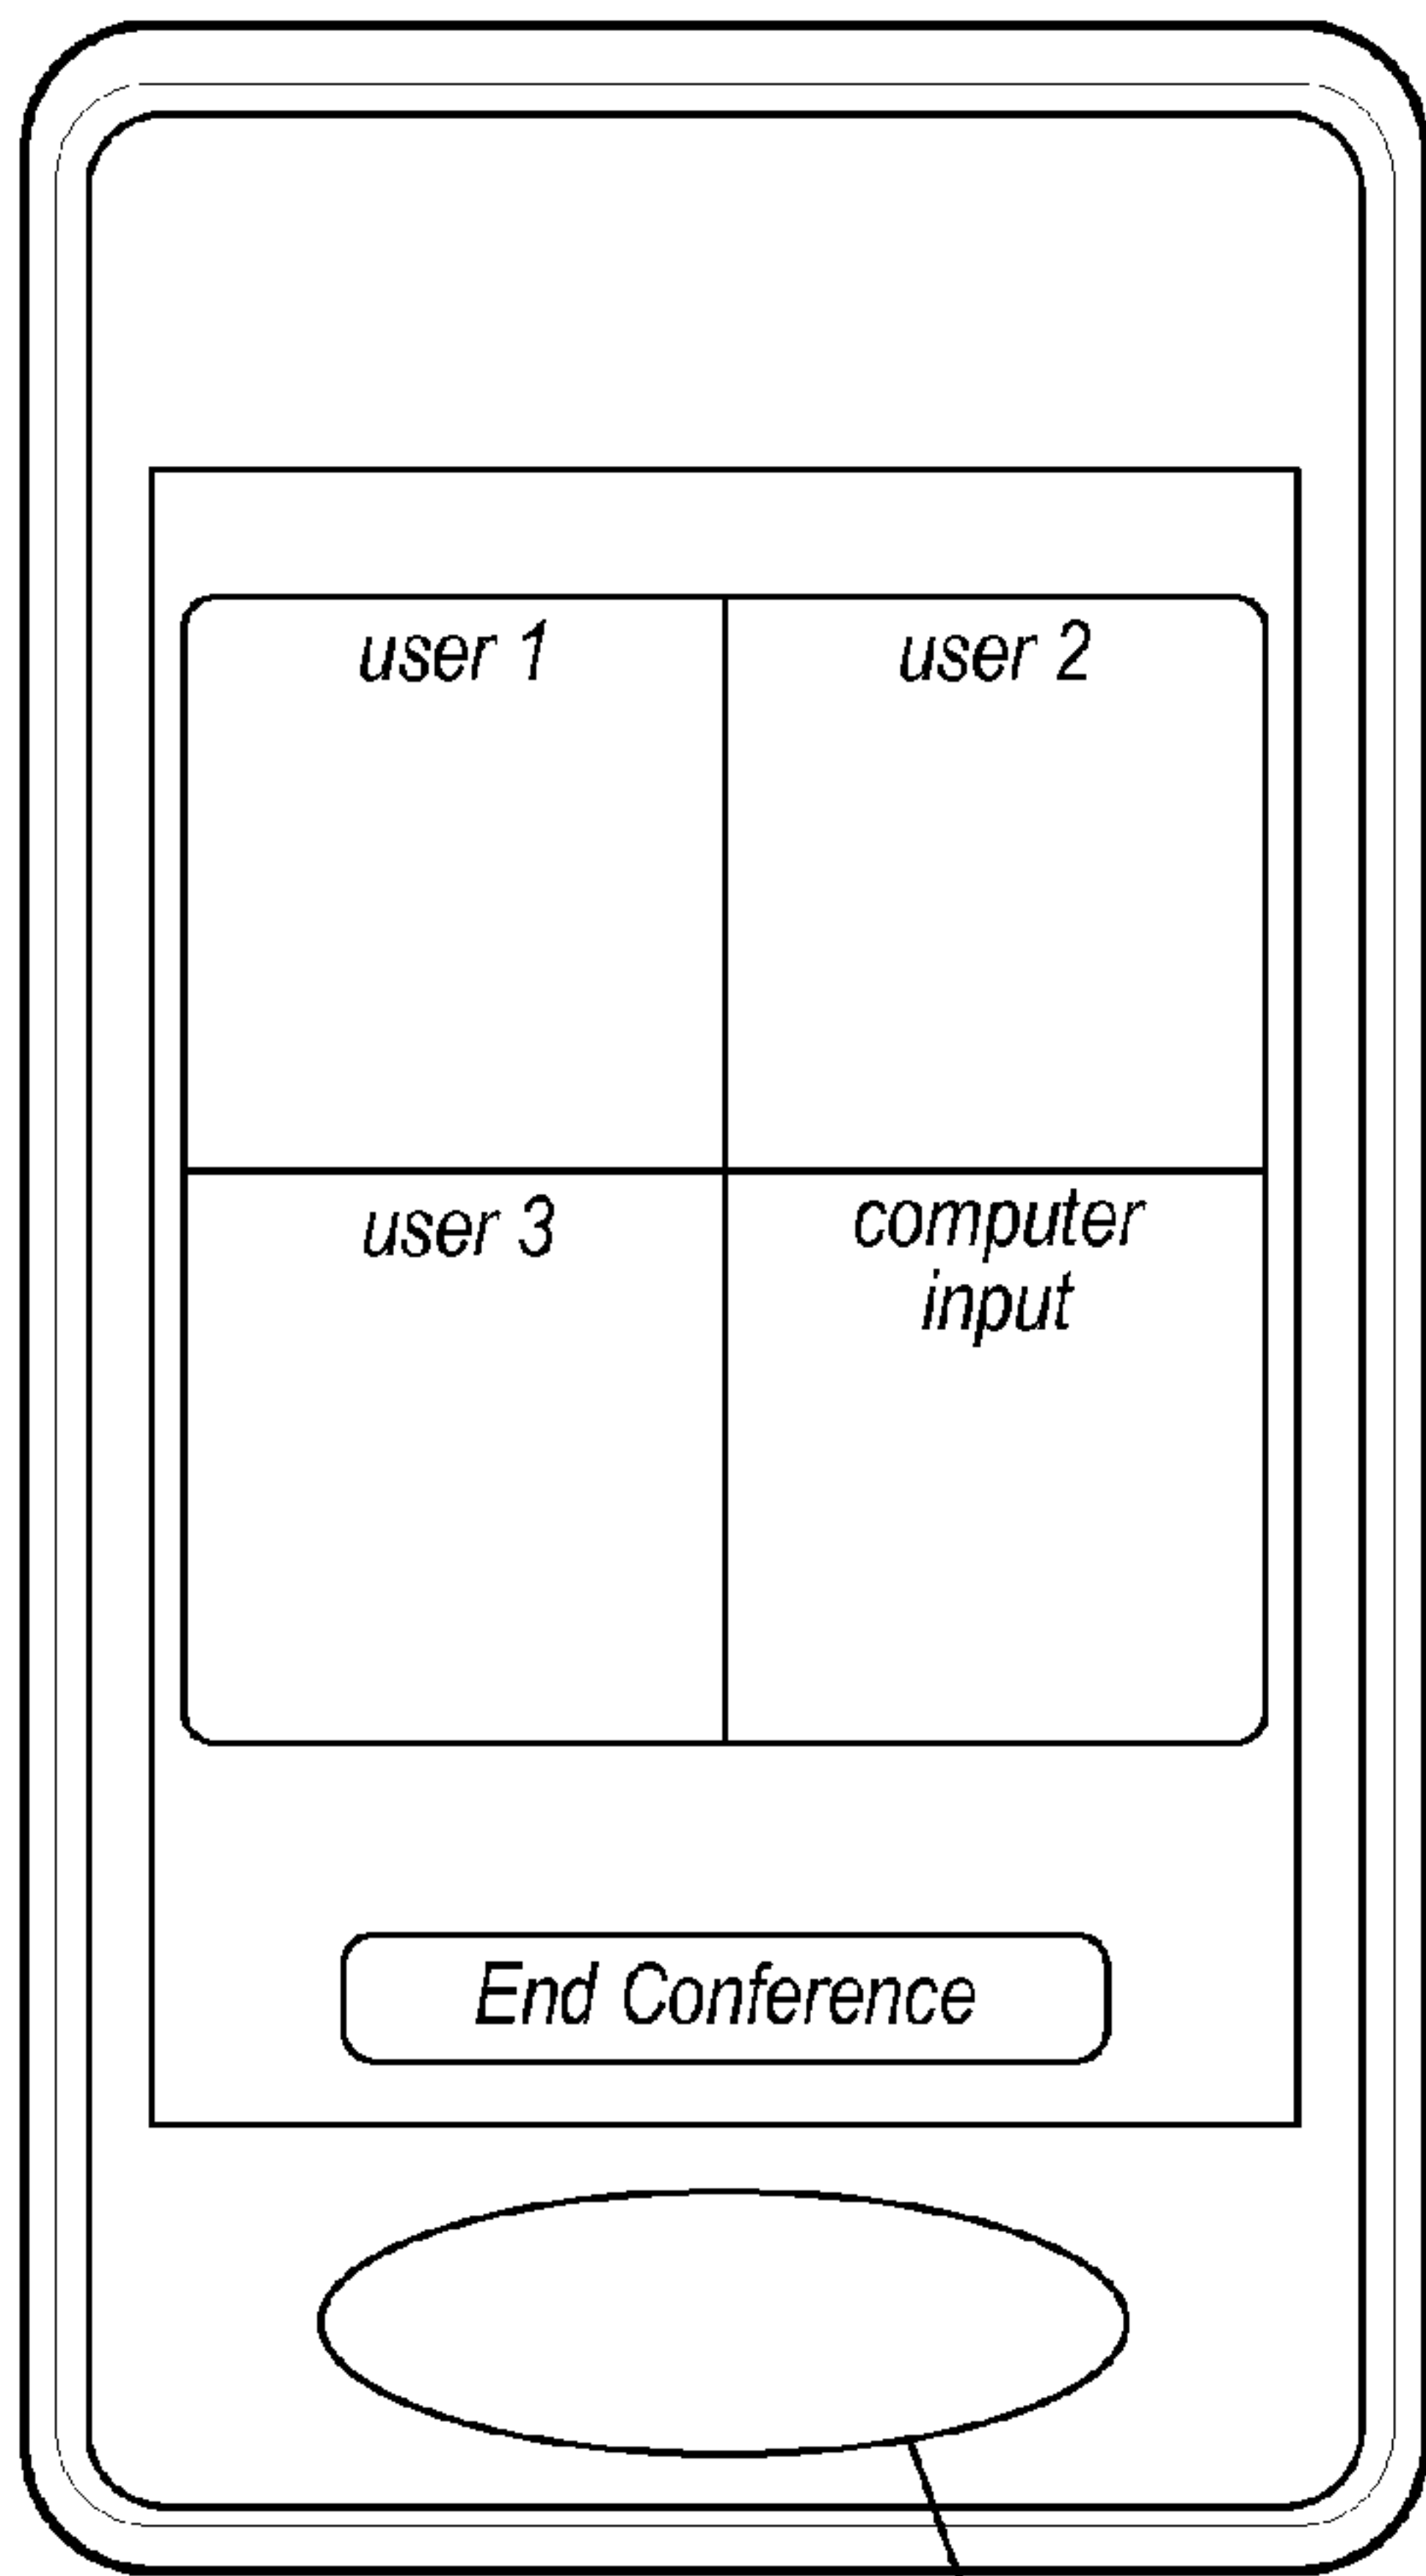 user 1
user 2
user 3
computer
input
End Conference